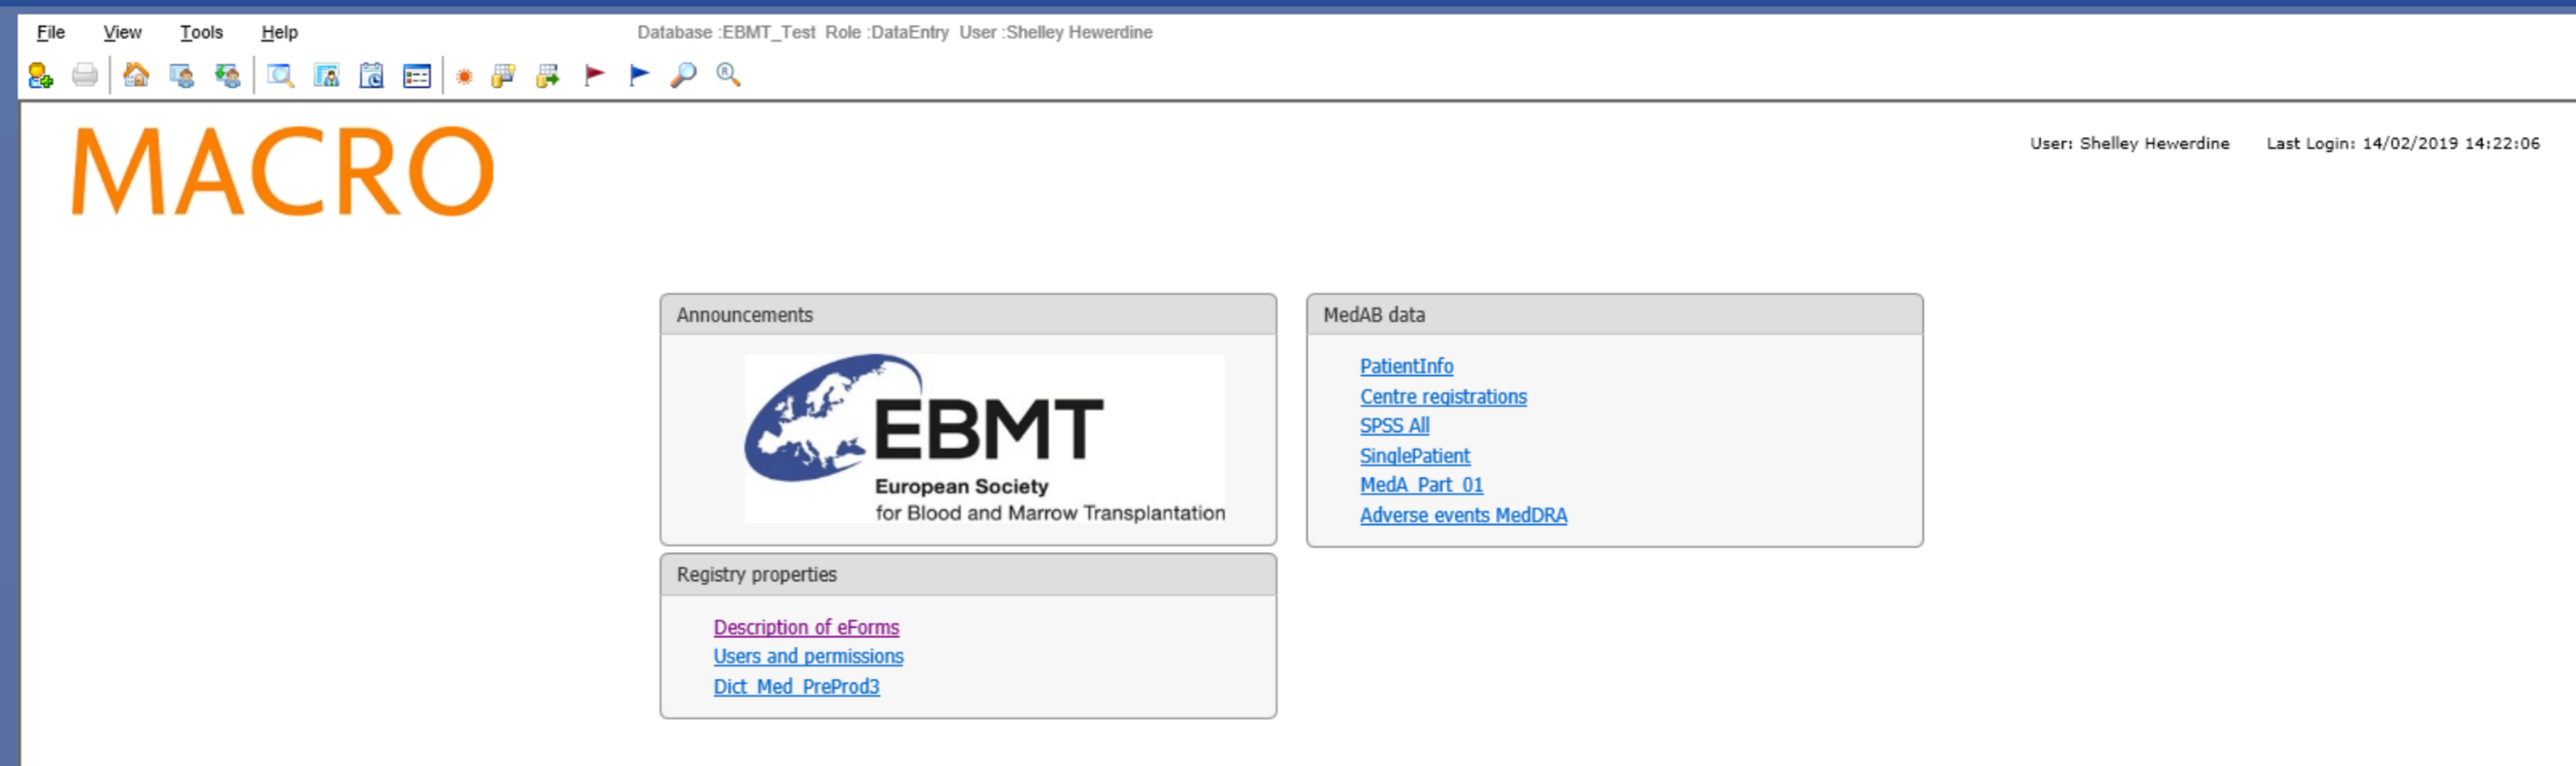 File View Tools Help Database :EBMT_Test Role :DataEntry User :Shelley Hewerdine
MACRO
User: Shelley Hewerdine Last Login: 14/02/2019 14:22:06
Announcements
EBMT
European Society
for Blood and Marrow Transplantation
MedAB data
PatientInfo
Centre registrations
SPSS All
SinglePatient
MedA_Part_01
Adverse events MedDRA
Registry properties
Description of eForms
Users and permissions
Dict_Med_PreProd3